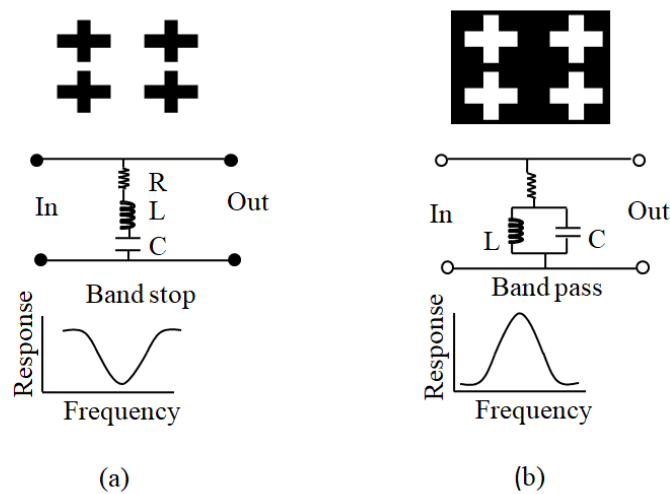 R
In
L
Out
C
Band stop
Response
Frequency
(a)
In
Out
L
C
Band pass
Response
Frequency
(b)